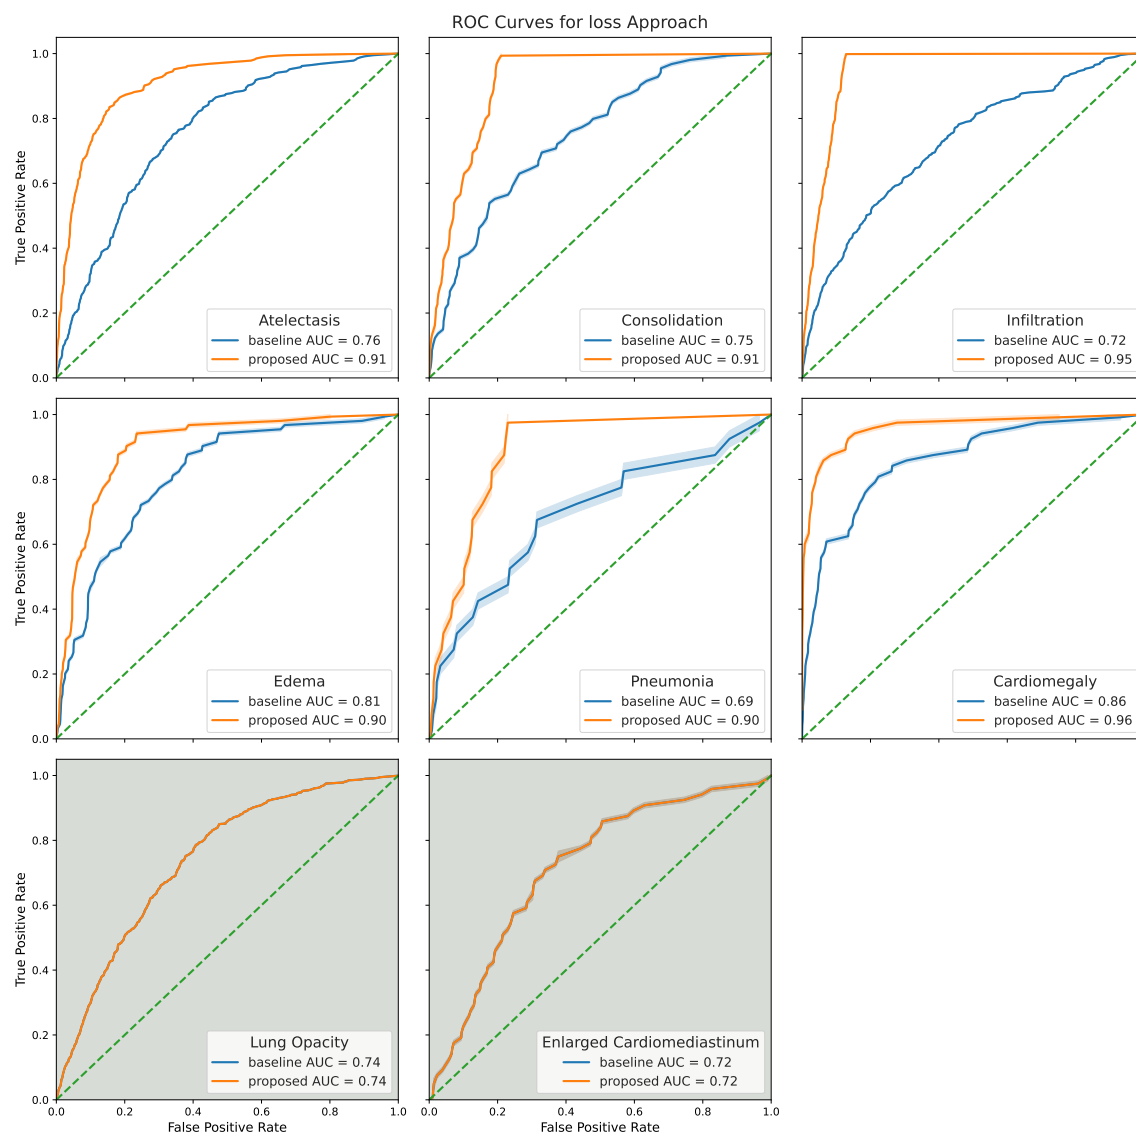 ROC Curves for loss Approach
True Positive Rate
1.0
0.8
0.6
0.4
0.2
0.0
Atelectasis
baseline AUC = 0.76
proposed AUC = 0.91
Consolidation
baseline AUC = 0.75
proposed AUC = 0.91
Infiltration
baseline AUC = 0.72
proposed AUC = 0.95
True Positive Rate
1.0
0.8
0.6
0.4
0.2
0.0
Edema
baseline AUC = 0.81
proposed AUC = 0.90
Pneumonia
baseline AUC = 0.69
proposed AUC = 0.90
Cardiomegaly
baseline AUC = 0.86
proposed AUC = 0.96
True Positive Rate
1.0
0.8
0.6
0.4
0.2
0.0
Lung Opacity
baseline AUC = 0.74
proposed AUC = 0.74
0.0 0.2 0.4 0.6 0.8 1.0
False Positive Rate
Enlarged Cardiomediastinum
baseline AUC = 0.72
proposed AUC = 0.72
0.0 0.2 0.4 0.6 0.8 1.0
False Positive Rate